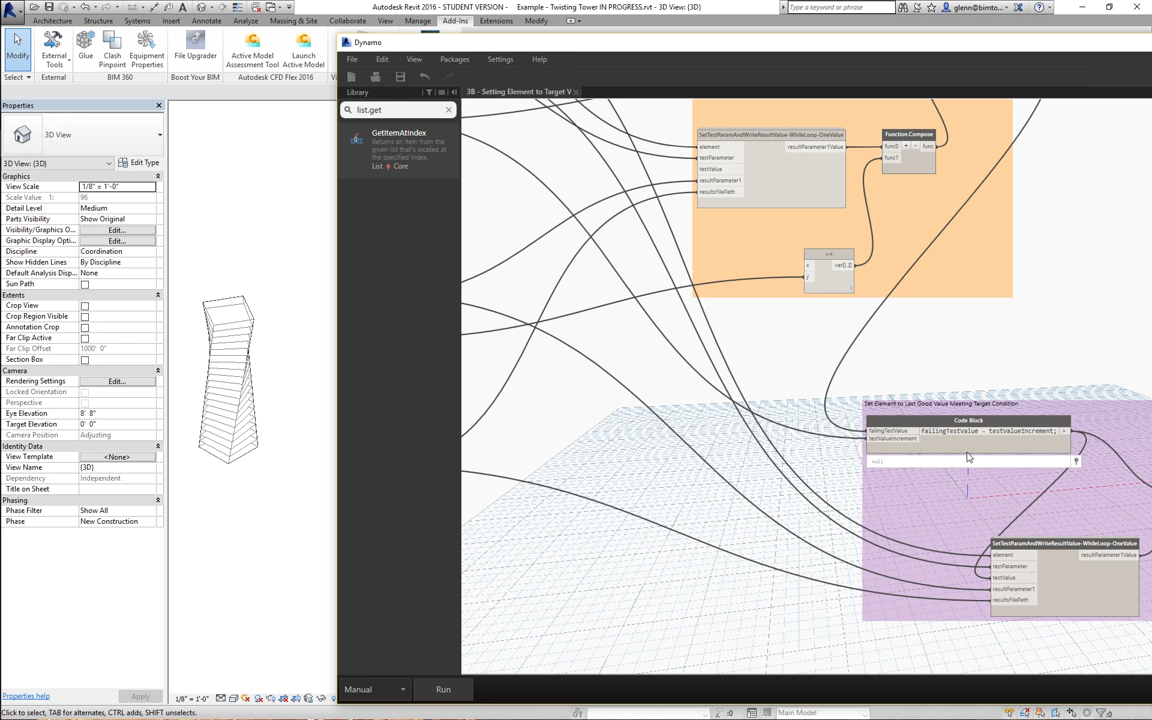 Autodesk Revit 2016 - STUDENT VERSION - Example - Twisting Tower IN PROGRESS.rvt - 3D View: {3D}
Type a keyword or phrase
glenn@bimto...
Architecture Structure Systems Insert Annotate Analyze Massing & Site Collaborate View Manage Add-Ins Extensions Modify
Modify
External Tools
Glue
Clash Pinpoint
Equipment Properties
File Upgrader
Active Model Assessment Tool
Launch Active Model
Select
External
BIM 360
Boost Your BIM
Autodesk CFD Flex 2016
Properties
3D View
3D View: {3D}
Edit Type
Graphics
View Scale 1/8" = 1'-0"
Scale Value 1: 96
Detail Level Medium
Parts Visibility Show Original
Visibility/Graphics O... Edit...
Graphic Display Opti... Edit...
Discipline Coordination
Show Hidden Lines By Discipline
Default Analysis Disp... None
Sun Path
Extents
Crop View
Crop Region Visible
Annotation Crop
Far Clip Active
Far Clip Offset 1000' 0"
Section Box
Camera
Rendering Settings Edit...
Locked Orientation
Perspective
Eye Elevation 8' 8"
Target Elevation 0' 0"
Camera Position Adjusting
Identity Data
View Template <None>
View Name {3D}
Dependency Independent
Title on Sheet
Phasing
Phase Filter Show All
Phase New Construction
Properties help
Apply
1/8" = 1'-0"
Click to select, TAB for alternates, CTRL adds, SHIFT unselects.
Dynamo
File Edit View Packages Settings Help
Library
3B - Setting Element to Target V
list.get
GetItemAtIndex
Returns an item from the given list that's located at the specified index.
List Core
SetTestParamAndWriteResultValue-WhileLoop-OneValue
element
testParameter
testValue
resultParameter1
resultsFilePath
resultParameter1Value
Function.Compose
func0 + - func
func1
x
y
var[]..[]
Set Element to Last Good Value Meeting Target Condition
Code Block
failingTestValue
testValueIncrement
failingTestValue - testValueIncrement;
null
SetTestParamAndWriteResultValue-WhileLoop-OneValue
element
testParameter
testValue
resultParameter1
resultsFilePath
resultParameter1Value
Manual
Run
:0
Main Model
:0